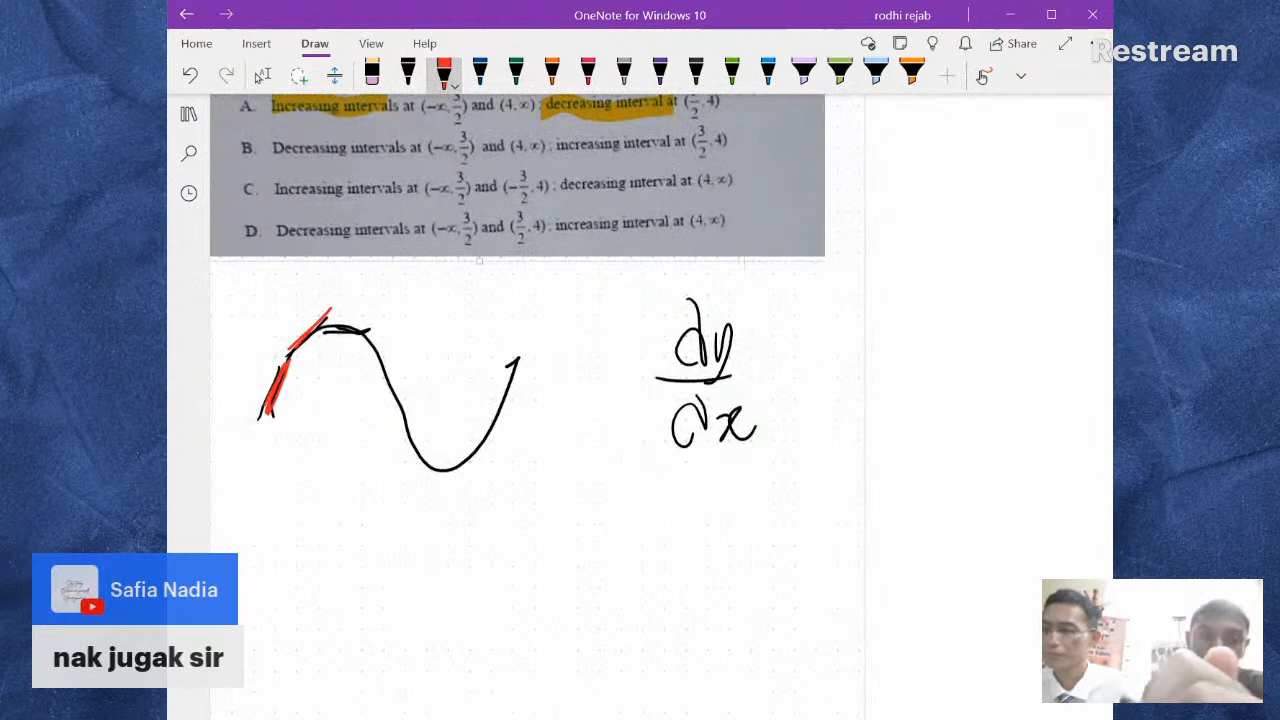 OneNote for Windows 10
rodhi rejab
Restream
Home Insert Draw View Help
Share
A. Increasing intervals at (−∞, 3/2) and (4, ∞) ; decreasing interval at (3/2, 4)
B. Decreasing intervals at (−∞, 3/2) and (4, ∞) ; increasing interval at (3/2, 4)
C. Increasing intervals at (−∞, 3/2) and (−3/2, 4) ; decreasing interval at (4, ∞)
D. Decreasing intervals at (−∞, 3/2) and (3/2, 4) ; increasing interval at (4, ∞)
dy
dx
Safia Nadia
nak jugak sir